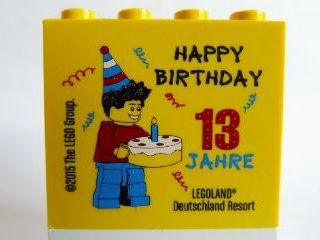 HAPPY
BIRTHDAY
13
JAHRE
LEGOLAND®
Deutschland Resort
©2015 The LEGO Group.